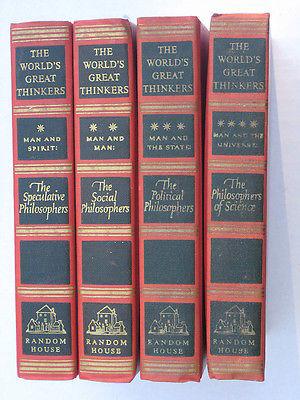 THE
WORLD'S
GREAT
THINKERS
MAN AND
SPIRIT:
The
Speculative
Philosophers
RANDOM
HOUSE
THE
WORLD'S
GREAT
THINKERS
MAN AND
MAN:
The
Social
Philosophers
RANDOM
HOUSE
THE
WORLD'S
GREAT
THINKERS
MAN AND
THE STATE:
The
Political
Philosophers
RANDOM
HOUSE
THE
WORLD'S
GREAT
THINKERS
MAN AND THE
UNIVERSE:
The
Philosophers
of Science
RANDOM
HOUSE